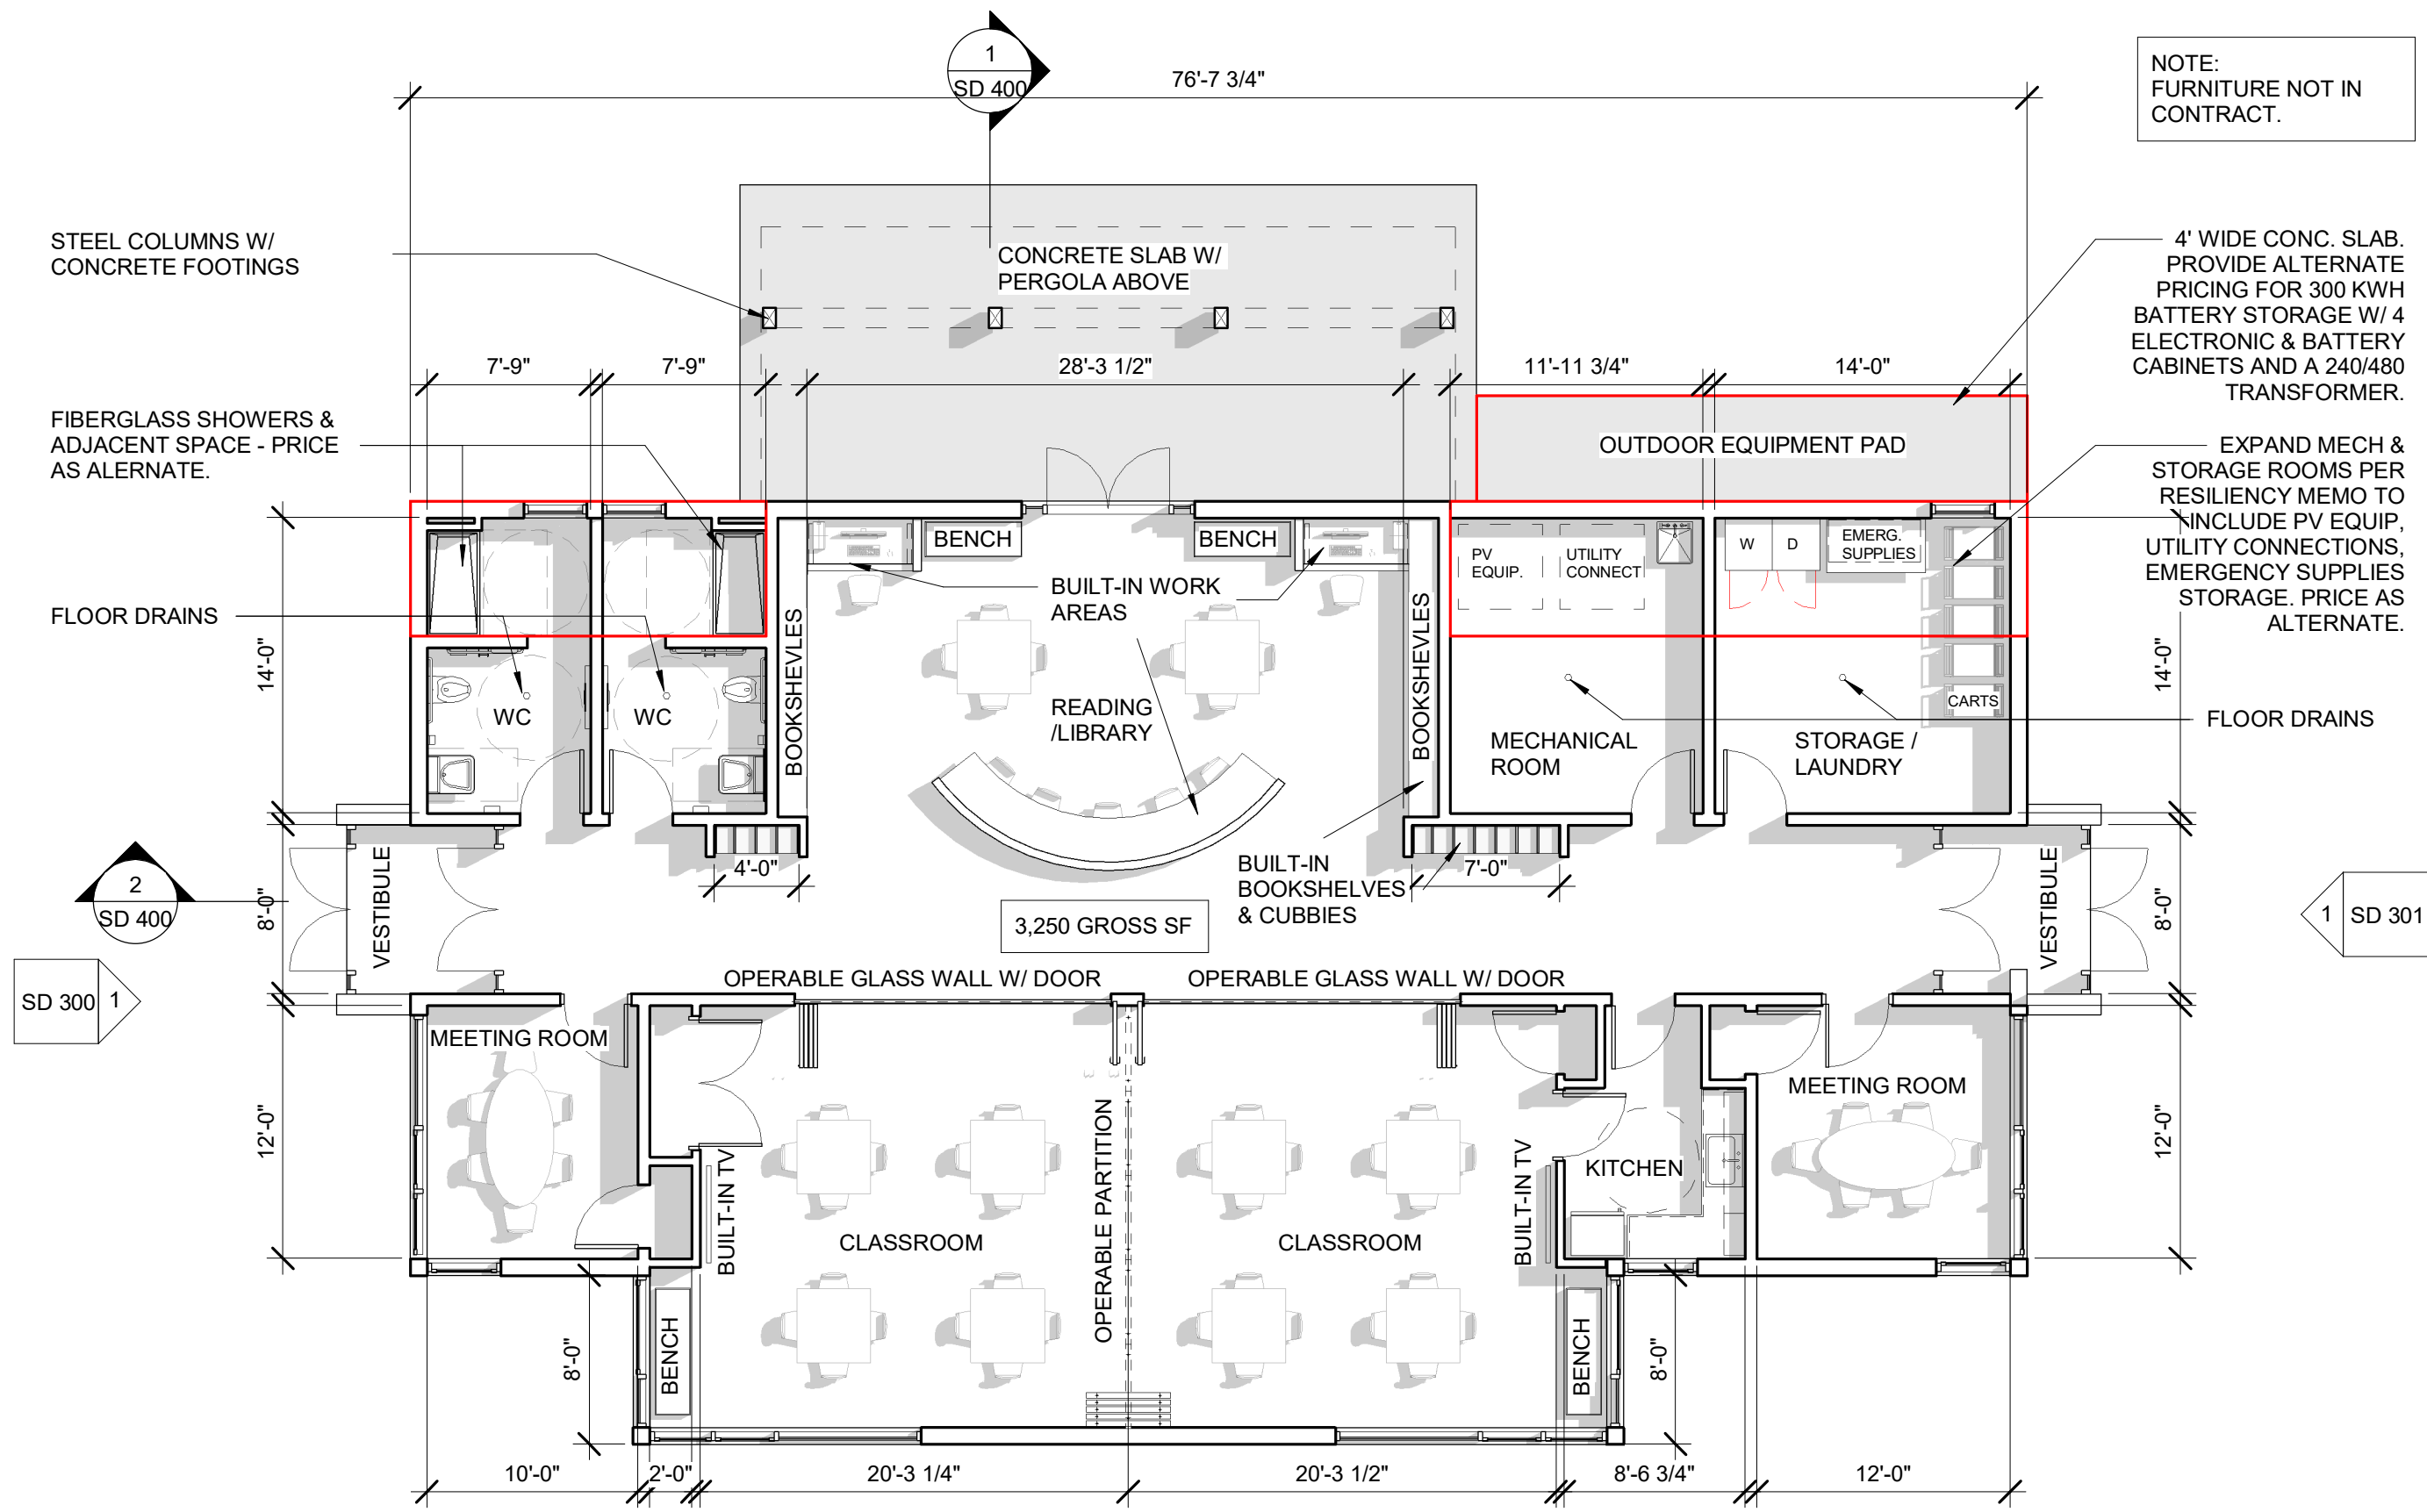 1
SD 400
76'-7 3/4"
NOTE:
FURNITURE NOT IN
CONTRACT.
STEEL COLUMNS W/
CONCRETE FOOTINGS
CONCRETE SLAB W/
PERGOLA ABOVE
4' WIDE CONC. SLAB.
PROVIDE ALTERNATE
PRICING FOR 300 KWH
BATTERY STORAGE W/ 4
ELECTRONIC & BATTERY
CABINETS AND A 240/480
TRANSFORMER.
7'-9"
7'-9"
28'-3 1/2"
11'-11 3/4"
14'-0"
FIBERGLASS SHOWERS &
ADJACENT SPACE - PRICE
AS ALERNATE.
OUTDOOR EQUIPMENT PAD
EXPAND MECH &
STORAGE ROOMS PER
RESILIENCY MEMO TO
INCLUDE PV EQUIP,
UTILITY CONNECTIONS,
EMERGENCY SUPPLIES
STORAGE. PRICE AS
ALTERNATE.
BENCH
BENCH
PV
EQUIP.
UTILITY
CONNECT
W
D
EMERG.
SUPPLIES
BUILT-IN WORK
AREAS
FLOOR DRAINS
14'-0"
WC
WC
BOOKSHEVLES
READING
/LIBRARY
BOOKSHEVLES
MECHANICAL
ROOM
STORAGE /
LAUNDRY
CARTS
14'-0"
FLOOR DRAINS
4'-0"
BUILT-IN
BOOKSHELVES
& CUBBIES
7'-0"
2
SD 400
8'-0"
VESTIBULE
3,250 GROSS SF
VESTIBULE
8'-0"
1
SD 301
SD 300
1
OPERABLE GLASS WALL W/ DOOR
OPERABLE GLASS WALL W/ DOOR
MEETING ROOM
MEETING ROOM
12'-0"
12'-0"
BUILT-IN TV
CLASSROOM
OPERABLE PARTITION
CLASSROOM
BUILT-IN TV
KITCHEN
8'-0"
BENCH
BENCH
8'-0"
10'-0"
2'-0"
20'-3 1/4"
20'-3 1/2"
8'-6 3/4"
12'-0"